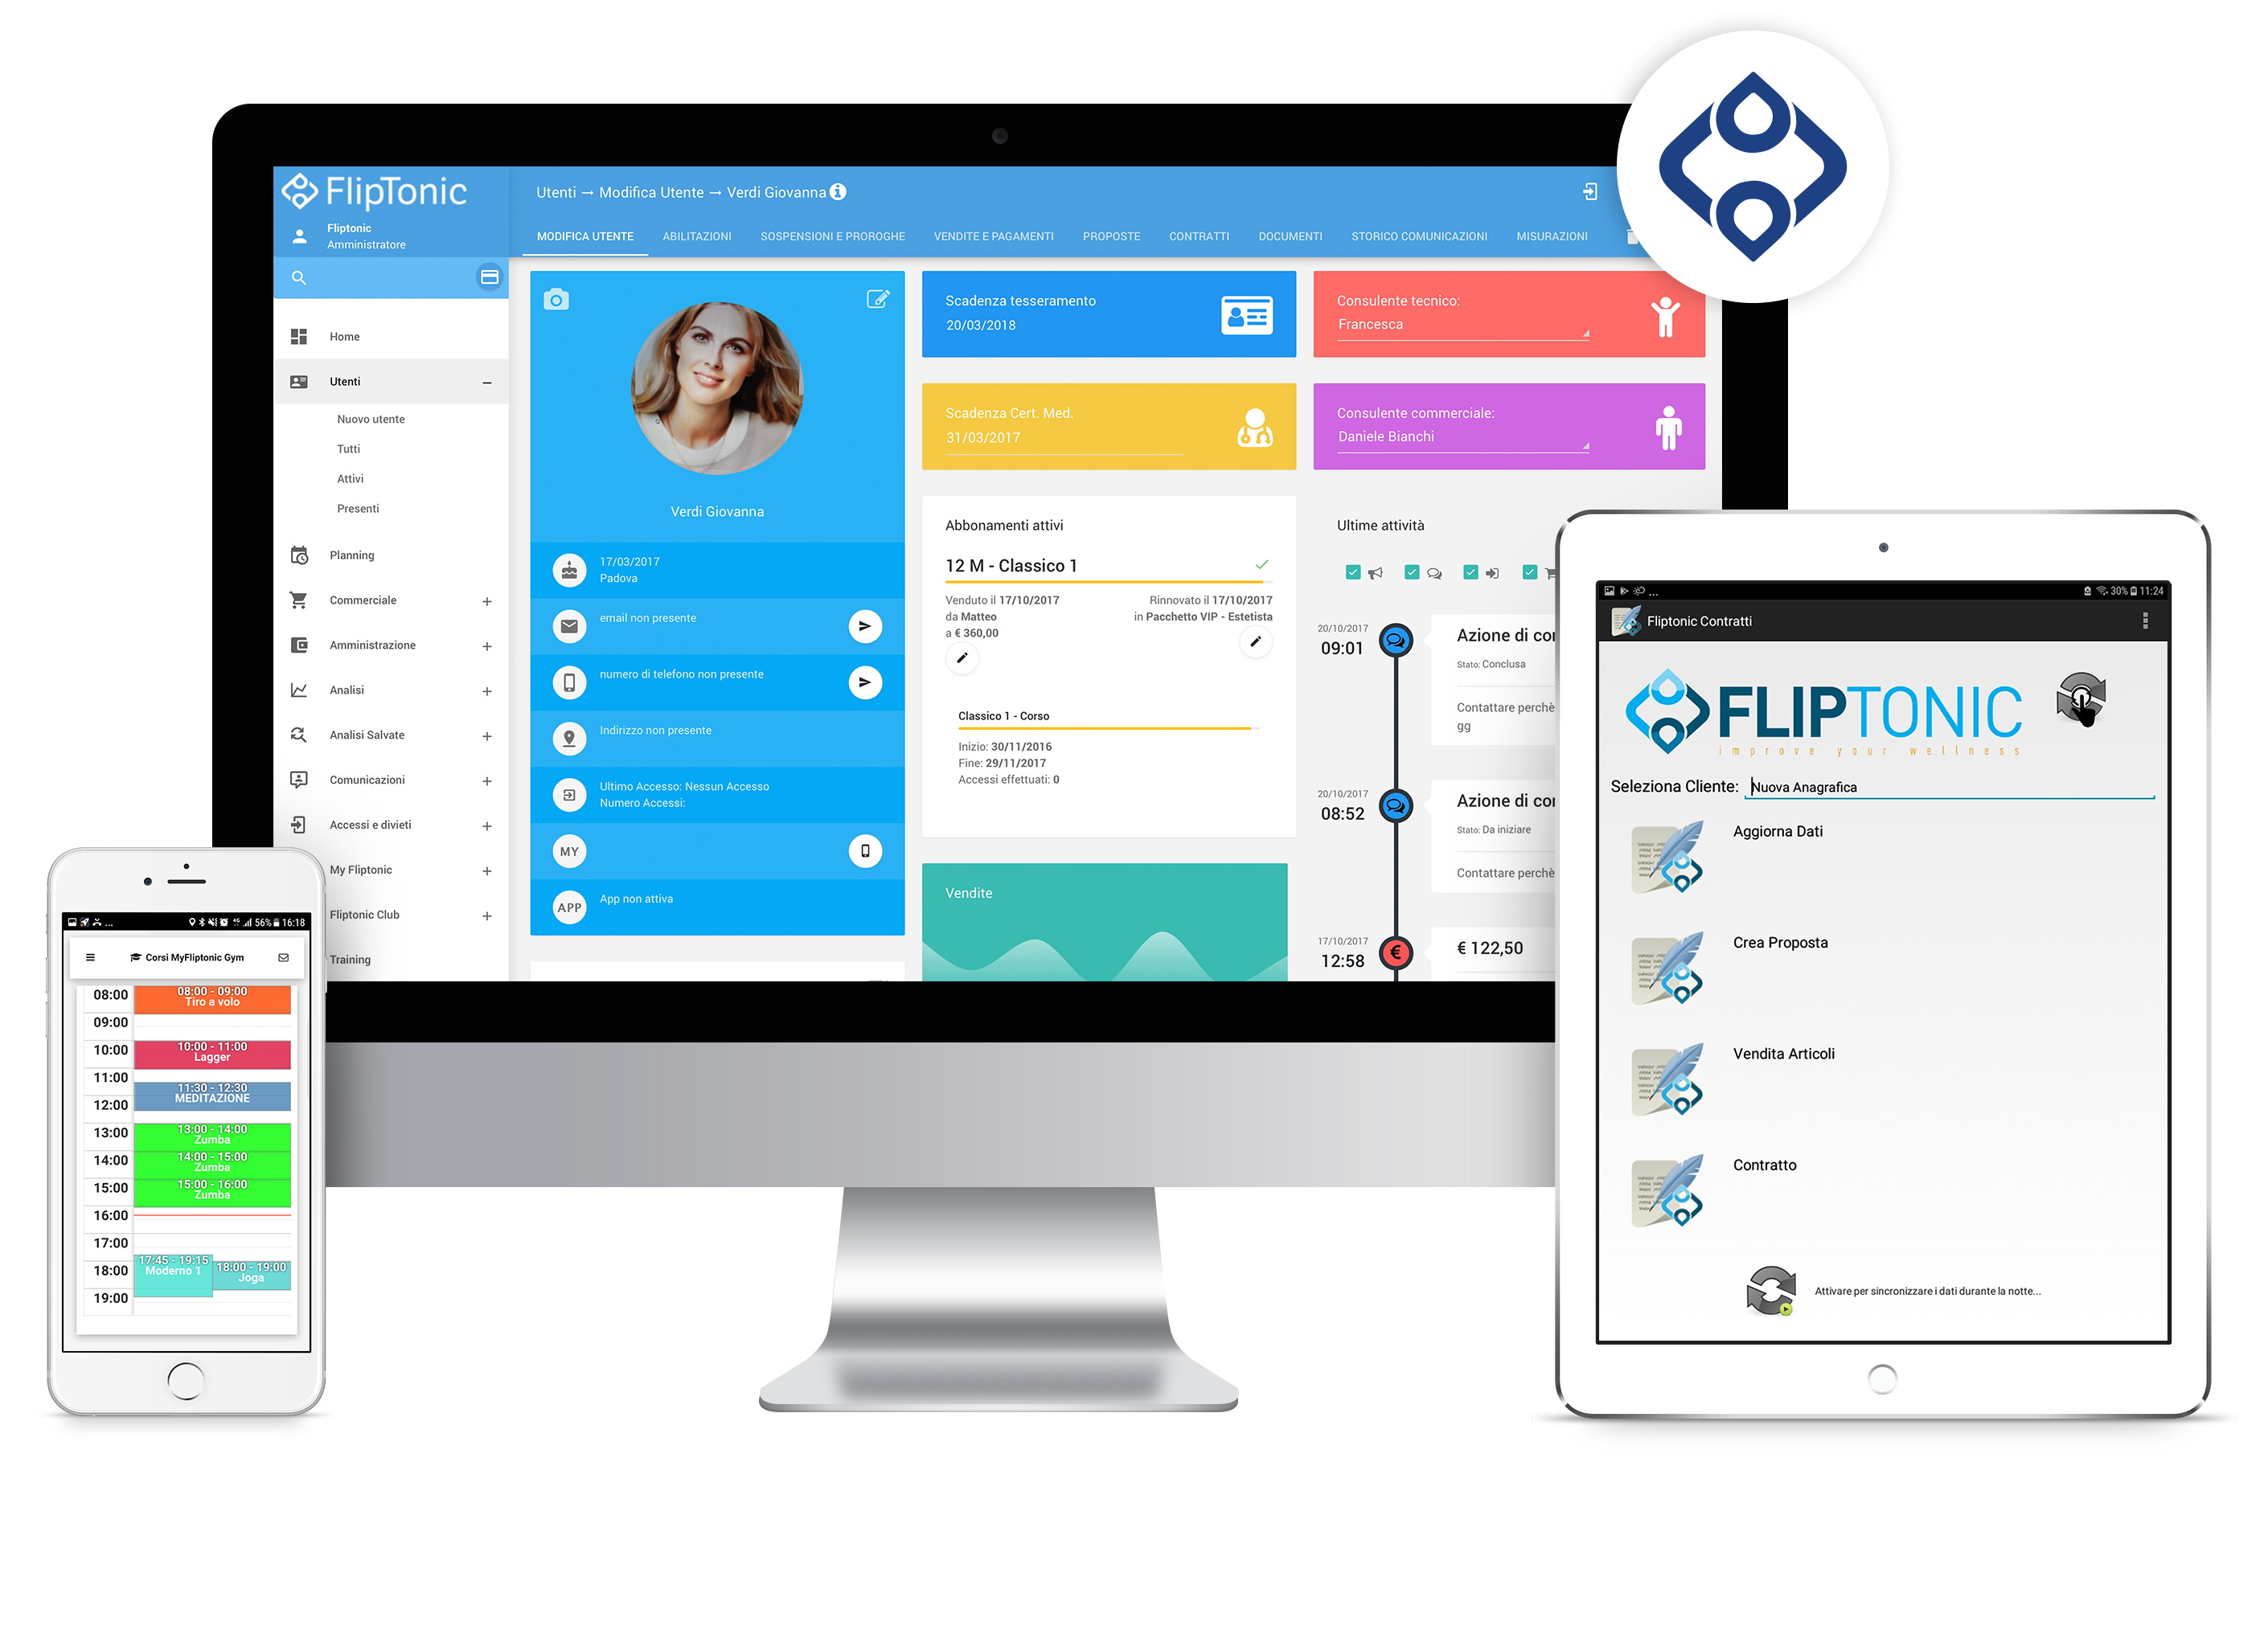 FlipTonic
Fliptonic
Amministratore
Utenti → Modifica Utente → Verdi Giovanna
MODIFICA UTENTE
ABILITAZIONI
SOSPENSIONI E PROROGHE
VENDITE E PAGAMENTI
PROPOSTE
CONTRATTI
DOCUMENTI
STORICO COMUNICAZIONI
MISURAZIONI
Home
Utenti
Nuovo utente
Tutti
Attivi
Presenti
Planning
Commerciale
Amministrazione
Analisi
Analisi Salvate
Comunicazioni
Accessi e divieti
My Fliptonic
Fliptonic Club
Training
Verdi Giovanna
17/03/2017
Padova
email non presente
numero di telefono non presente
Indirizzo non presente
Ultimo Accesso: Nessun Accesso
Numero Accessi:
MY
APP
App non attiva
Scadenza tesseramento
20/03/2018
Scadenza Cert. Med.
31/03/2017
Consulente tecnico:
Francesca
Consulente commerciale:
Daniele Bianchi
Abbonamenti attivi
12 M - Classico 1
Venduto il 17/10/2017
da Matteo
a € 360,00
Rinnovato il 17/10/2017
in Pacchetto VIP - Estetista
Classico 1 - Corso
Inizio: 30/11/2016
Fine: 29/11/2017
Accessi effettuati: 0
Vendite
Ultime attività
20/10/2017
09:01
Azione di co
Stato: Conclusa
Contattare perchè
gg
20/10/2017
08:52
Azione di co
Stato: Da iniziare
Contattare perchè
17/10/2017
12:58
€
€ 122,50
4G 56% 16:18
Corsi MyFliptonic Gym
08:00
08:00 - 09:00
Tiro a volo
09:00
10:00
10:00 - 11:00
Lagger
11:00
11:30 - 12:30
MEDITAZIONE
12:00
13:00
13:00 - 14:00
Zumba
14:00
14:00 - 15:00
Zumba
15:00
15:00 - 16:00
Zumba
16:00
17:00
17:45 - 19:15
Moderno 1
18:00
18:00 - 19:00
Joga
19:00
30% 11:24
Fliptonic Contratti
FLIPTONIC
improve your wellness
Seleziona Cliente: Nuova Anagrafica
Aggiorna Dati
Crea Proposta
Vendita Articoli
Contratto
Attivare per sincronizzare i dati durante la notte...